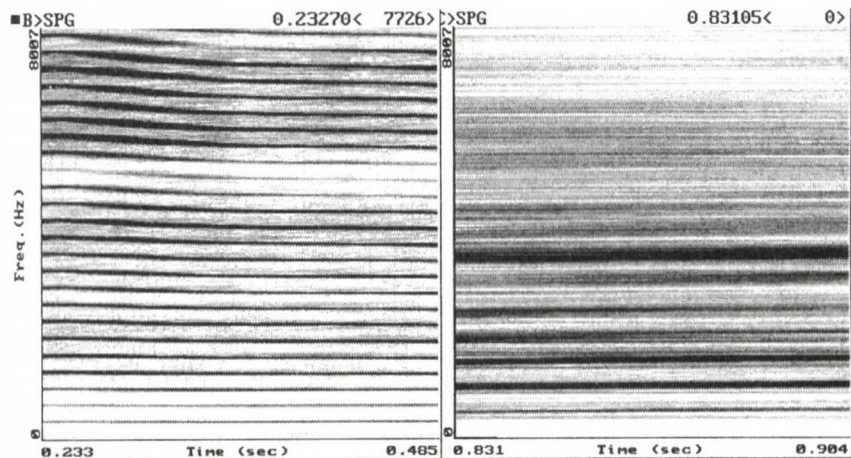 ■B>SPG 0.23270< 7726>
C>SPG 0.83105< 0>
8007
Freq.(Hz)
0
0.233 Time (sec) 0.485
8007
0
0.831 Time (sec) 0.904